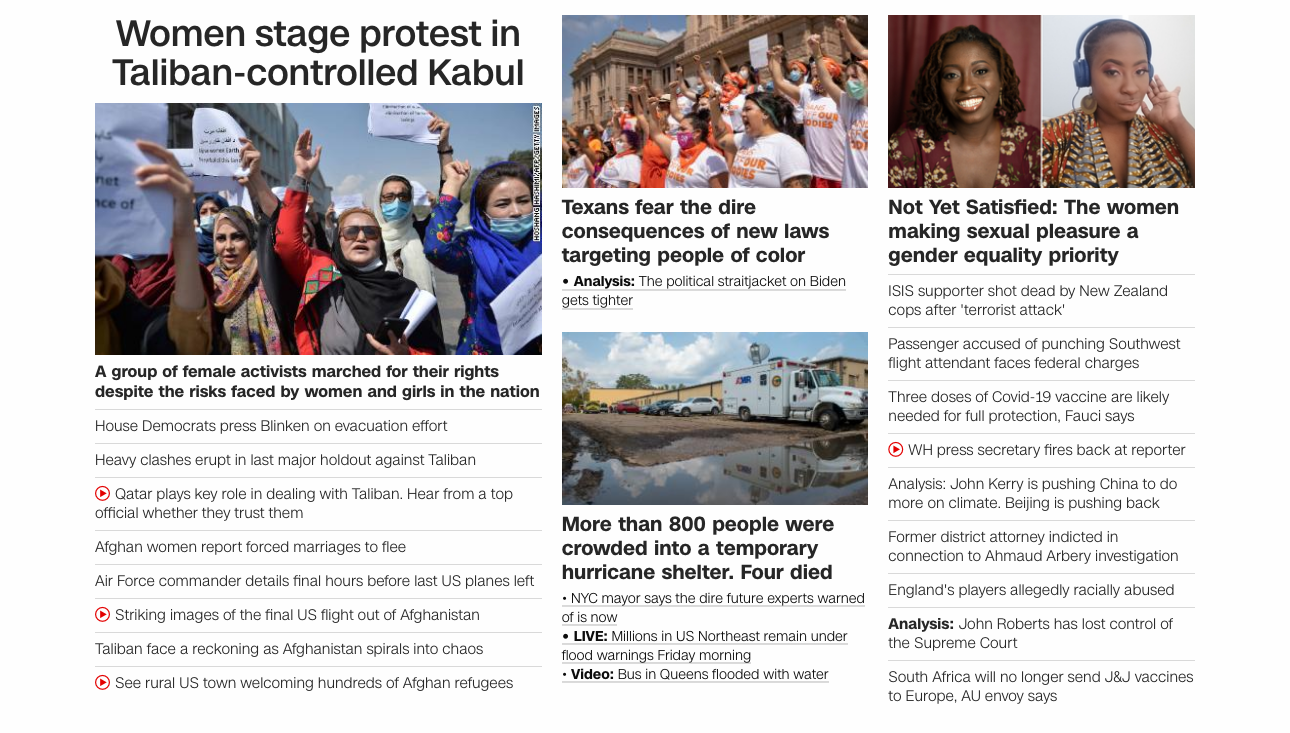 Women stage protest in
Taliban-controlled Kabul
HOSHANG HASHIMI/AFP/GETTY IMAGES
A group of female activists marched for their rights
despite the risks faced by women and girls in the nation
House Democrats press Blinken on evacuation effort
Heavy clashes erupt in last major holdout against Taliban
Qatar plays key role in dealing with Taliban. Hear from a top
official whether they trust them
Afghan women report forced marriages to flee
Air Force commander details final hours before last US planes left
Striking images of the final US flight out of Afghanistan
Taliban face a reckoning as Afghanistan spirals into chaos
See rural US town welcoming hundreds of Afghan refugees
Texans fear the dire
consequences of new laws
targeting people of color
• Analysis: The political straitjacket on Biden
gets tighter
More than 800 people were
crowded into a temporary
hurricane shelter. Four died
• NYC mayor says the dire future experts warned
of is now
• LIVE: Millions in US Northeast remain under
flood warnings Friday morning
• Video: Bus in Queens flooded with water
Not Yet Satisfied: The women
making sexual pleasure a
gender equality priority
ISIS supporter shot dead by New Zealand
cops after 'terrorist attack'
Passenger accused of punching Southwest
flight attendant faces federal charges
Three doses of Covid-19 vaccine are likely
needed for full protection, Fauci says
WH press secretary fires back at reporter
Analysis: John Kerry is pushing China to do
more on climate. Beijing is pushing back
Former district attorney indicted in
connection to Ahmaud Arbery investigation
England's players allegedly racially abused
Analysis: John Roberts has lost control of
the Supreme Court
South Africa will no longer send J&J vaccines
to Europe, AU envoy says